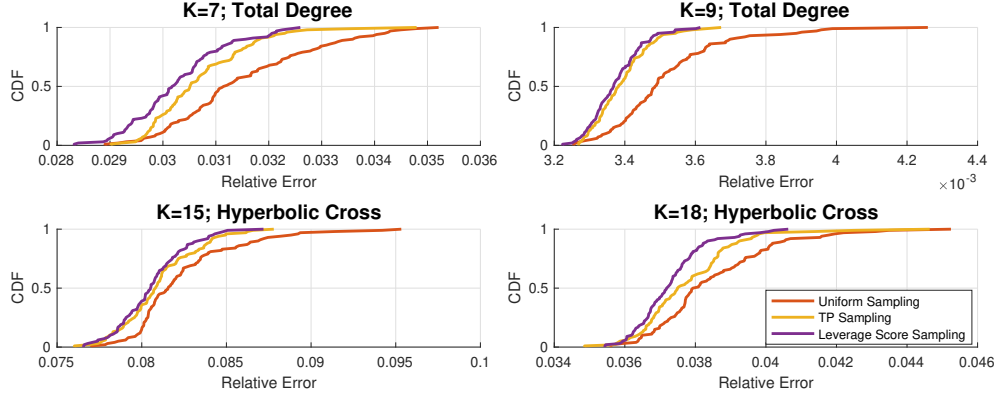 K=7; Total Degree
1
0.5
0
CDF
0.028 0.029 0.03 0.031 0.032 0.033 0.034 0.035 0.036
Relative Error
K=9; Total Degree
1
0.5
0
CDF
3.2 3.4 3.6 3.8 4 4.2 4.4
Relative Error
×10⁻³
K=15; Hyperbolic Cross
1
0.5
0
CDF
0.075 0.08 0.085 0.09 0.095 0.1
Relative Error
K=18; Hyperbolic Cross
1
0.5
0
CDF
Uniform Sampling
TP Sampling
Leverage Score Sampling
0.034 0.036 0.038 0.04 0.042 0.044 0.046
Relative Error